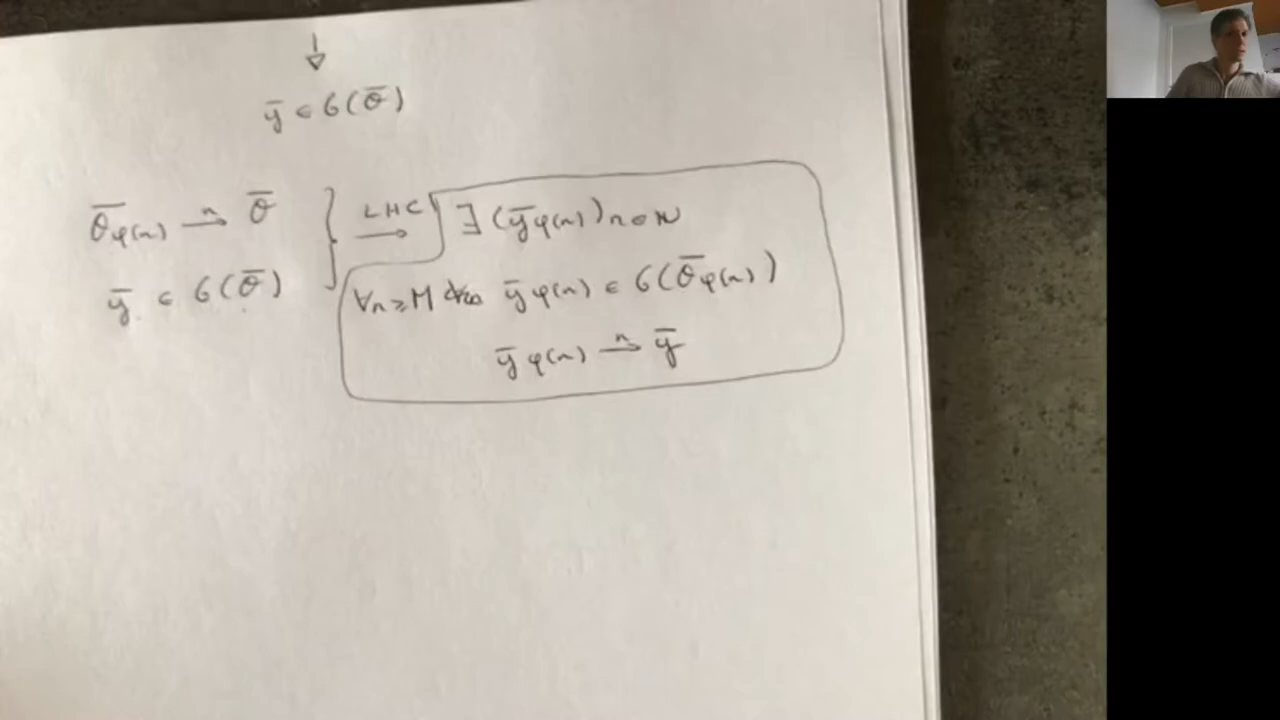 ȳ ∈ G(θ̄)
θ̄φ(n) →ⁿ θ̄ } LHC → ∃ (ȳφ(n))n∈ℕ
ȳ ∈ G(θ̄) ∀n≥M ȳφ(n) ∈ G(θ̄φ(n))
ȳφ(n) →ⁿ ȳ